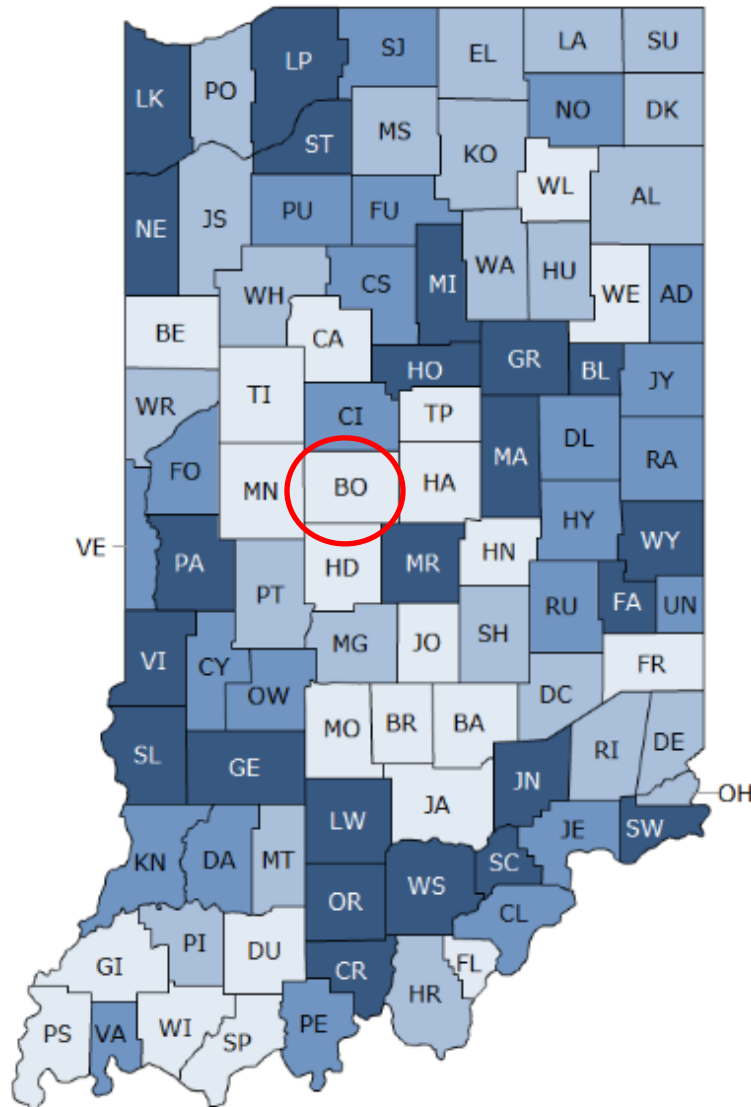 LK PO LP SJ EL LA SU
ST MS NO DK
KO WL AL
NE JS PU FU
WH CS MI WA HU WE AD
BE CA
HO GR BL JY
WR TI CI TP
FO MN BO HA MA DL RA
VE PA HD MR HN HY WY
PT RU FA UN
VI CY MG JO SH FR
OW MO BR BA DC
SL GE JN RI DE
LW JA OH
KN DA MT JE SW
OR WS SC
CL
GI PI DU CR FL
HR
PS VA WI SP PE